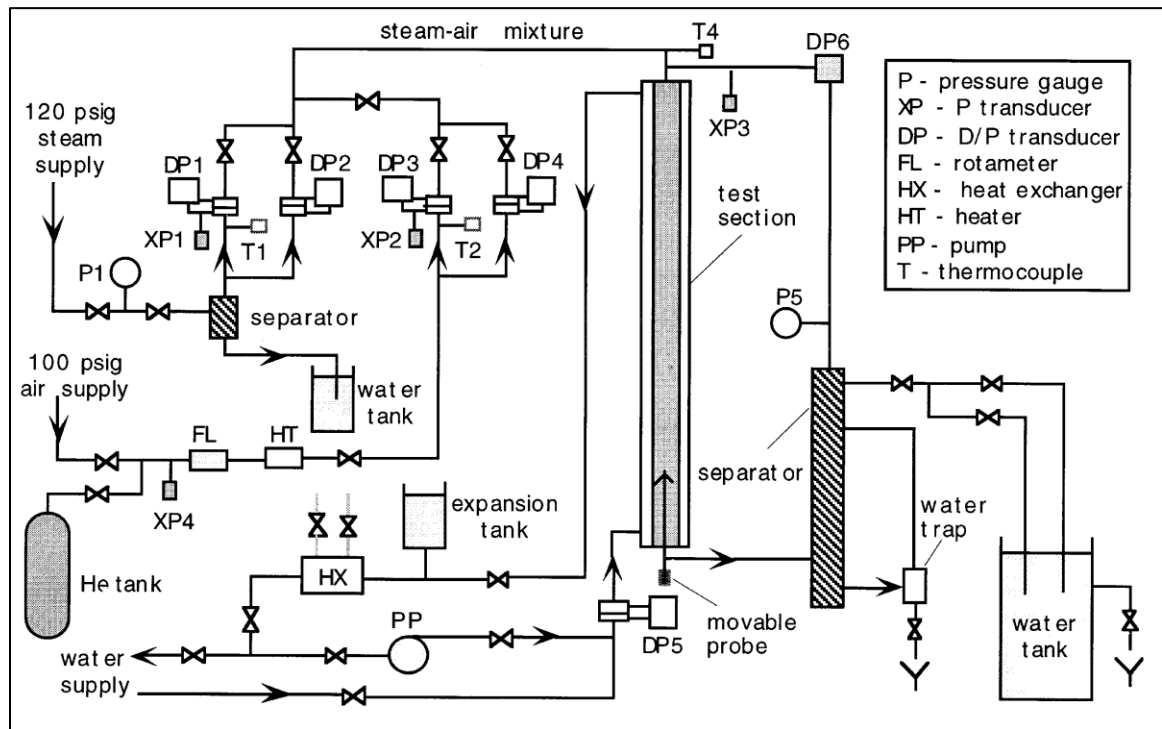 steam-air mixture
T4
DP6
120 psig
steam
supply
DP1
DP2
DP3
DP4
XP3
XP1
T1
XP2
T2
test
section
P1
separator
P5
100 psig
air supply
water
tank
FL
HT
separator
XP4
expansion
tank
water
trap
HX
He tank
PP
DP5
movable
probe
water
tank
water
supply
P - pressure gauge
XP - P transducer
DP - D/P transducer
FL - rotameter
HX - heat exchanger
HT - heater
PP - pump
T - thermocouple